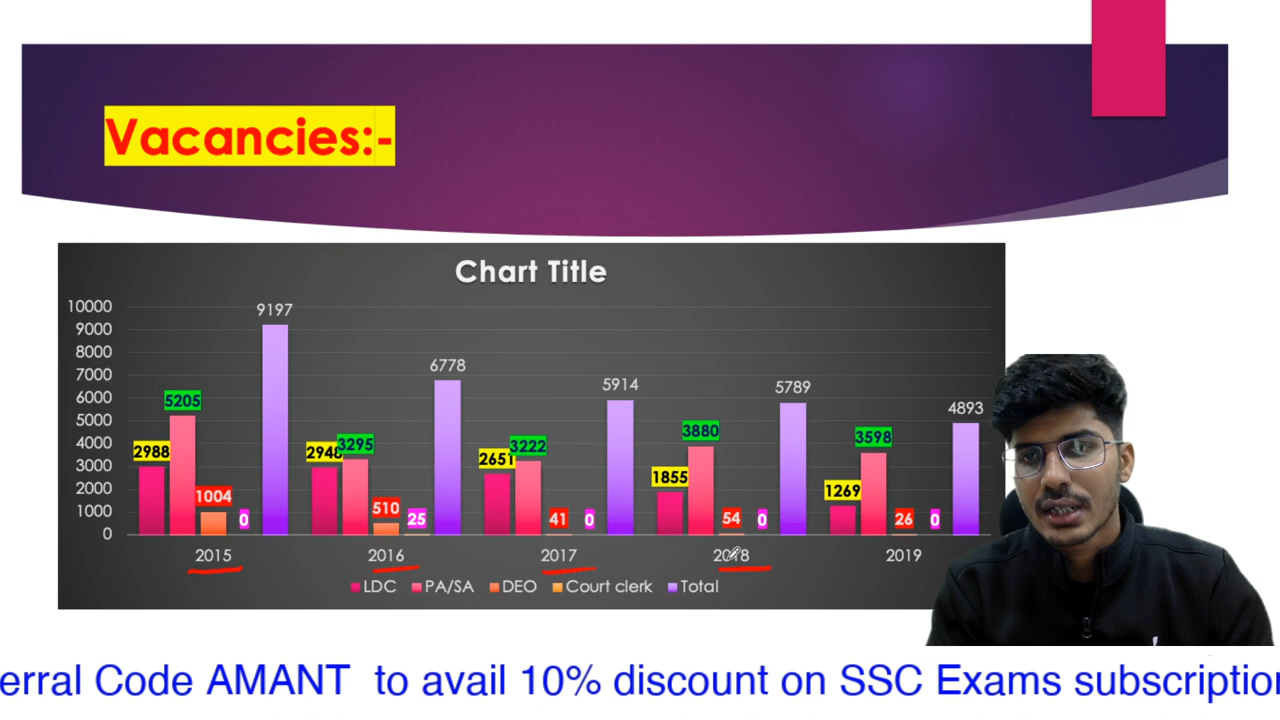 Vacancies:-
Chart Title
10000
9000
8000
7000
6000
5000
4000
3000
2000
1000
0
2988 5205 1004 0 9197
2948 3295 510 25 6778
2651 3222 41 0 5914
1855 3880 54 0 5789
1269 3598 26 0 4893
2015 2016 2017 2018 2019
LDC PA/SA DEO Court clerk Total
erral Code AMANT to avail 10% discount on SSC Exams subscription